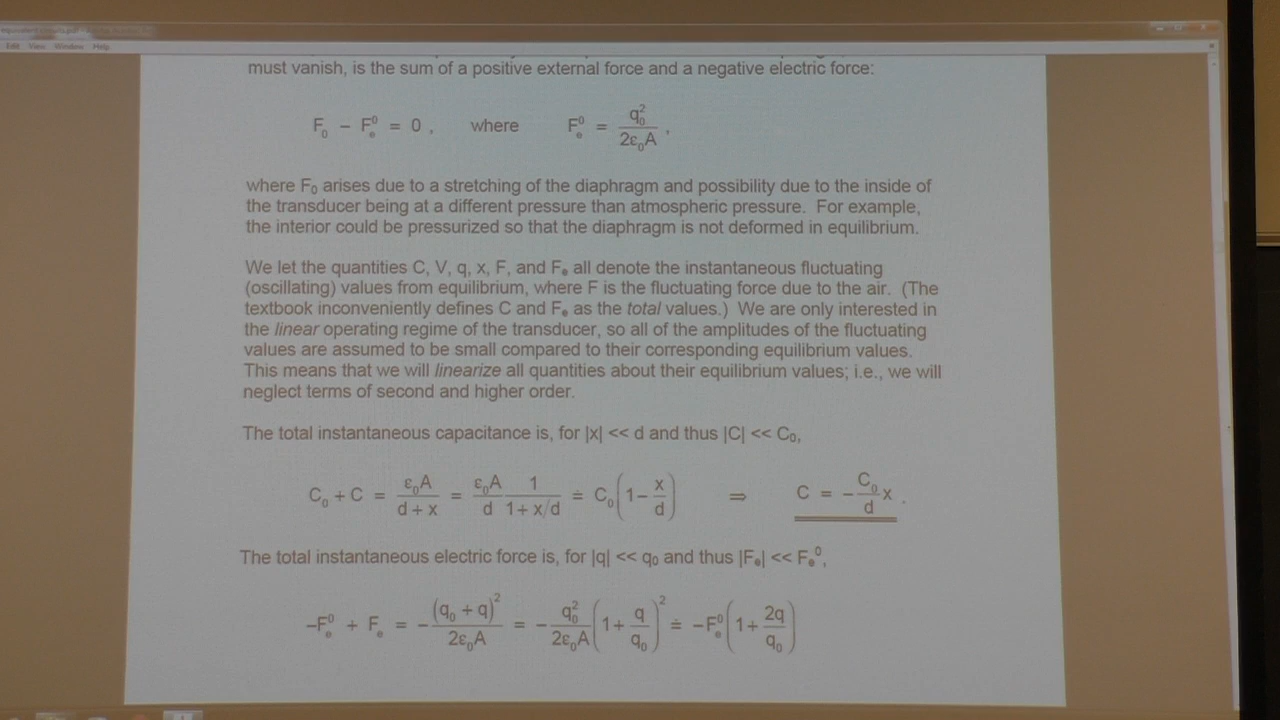 Edit View Window Help
must vanish, is the sum of a positive external force and a negative electric force:
F₀ − Fₑ⁰ = 0 , where Fₑ⁰ = q₀² / 2ε₀A ,
where F₀ arises due to a stretching of the diaphragm and possibility due to the inside of
the transducer being at a different pressure than atmospheric pressure. For example,
the interior could be pressurized so that the diaphragm is not deformed in equilibrium.
We let the quantities C, V, q, x, F, and Fₑ all denote the instantaneous fluctuating
(oscillating) values from equilibrium, where F is the fluctuating force due to the air. (The
textbook inconveniently defines C and Fₑ as the total values.) We are only interested in
the linear operating regime of the transducer, so all of the amplitudes of the fluctuating
values are assumed to be small compared to their corresponding equilibrium values.
This means that we will linearize all quantities about their equilibrium values; i.e., we will
neglect terms of second and higher order.
The total instantaneous capacitance is, for |x| << d and thus |C| << C₀,
C₀ + C = ε₀A / (d + x) = (ε₀A / d) (1 / (1 + x/d)) ≐ C₀(1 − x/d) ⇒ C = −(C₀/d)x .
The total instantaneous electric force is, for |q| << q₀ and thus |Fₑ| << Fₑ⁰,
−Fₑ⁰ + Fₑ = −(q₀ + q)² / 2ε₀A = −(q₀² / 2ε₀A)(1 + q/q₀)² ≐ −Fₑ⁰(1 + 2q/q₀)